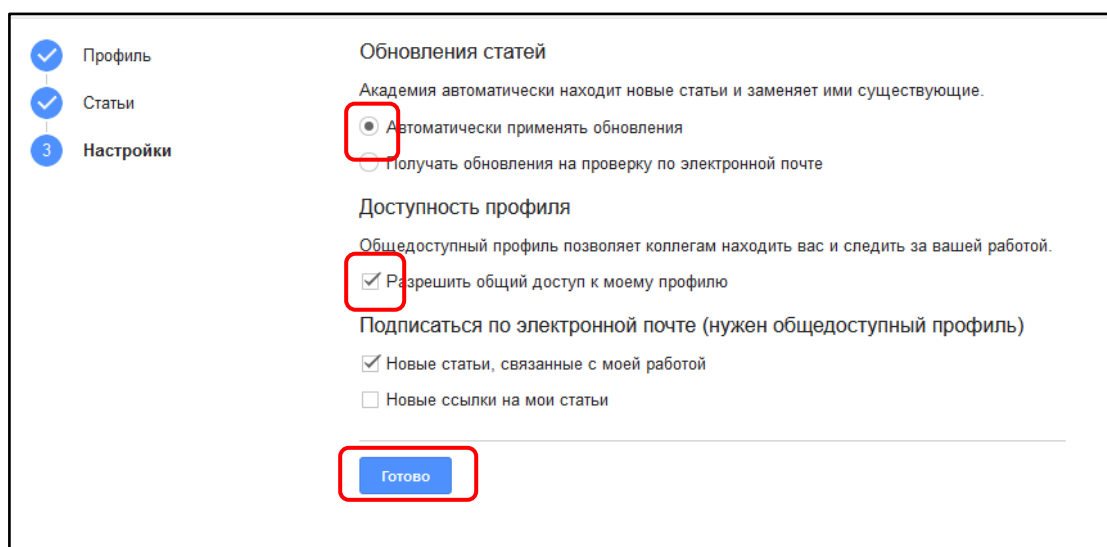 Профиль
Статьи
3 Настройки
Обновления статей
Академия автоматически находит новые статьи и заменяет ими существующие.
Автоматически применять обновления
Получать обновления на проверку по электронной почте
Доступность профиля
Общедоступный профиль позволяет коллегам находить вас и следить за вашей работой.
Разрешить общий доступ к моему профилю
Подписаться по электронной почте (нужен общедоступный профиль)
Новые статьи, связанные с моей работой
Новые ссылки на мои статьи
Готово